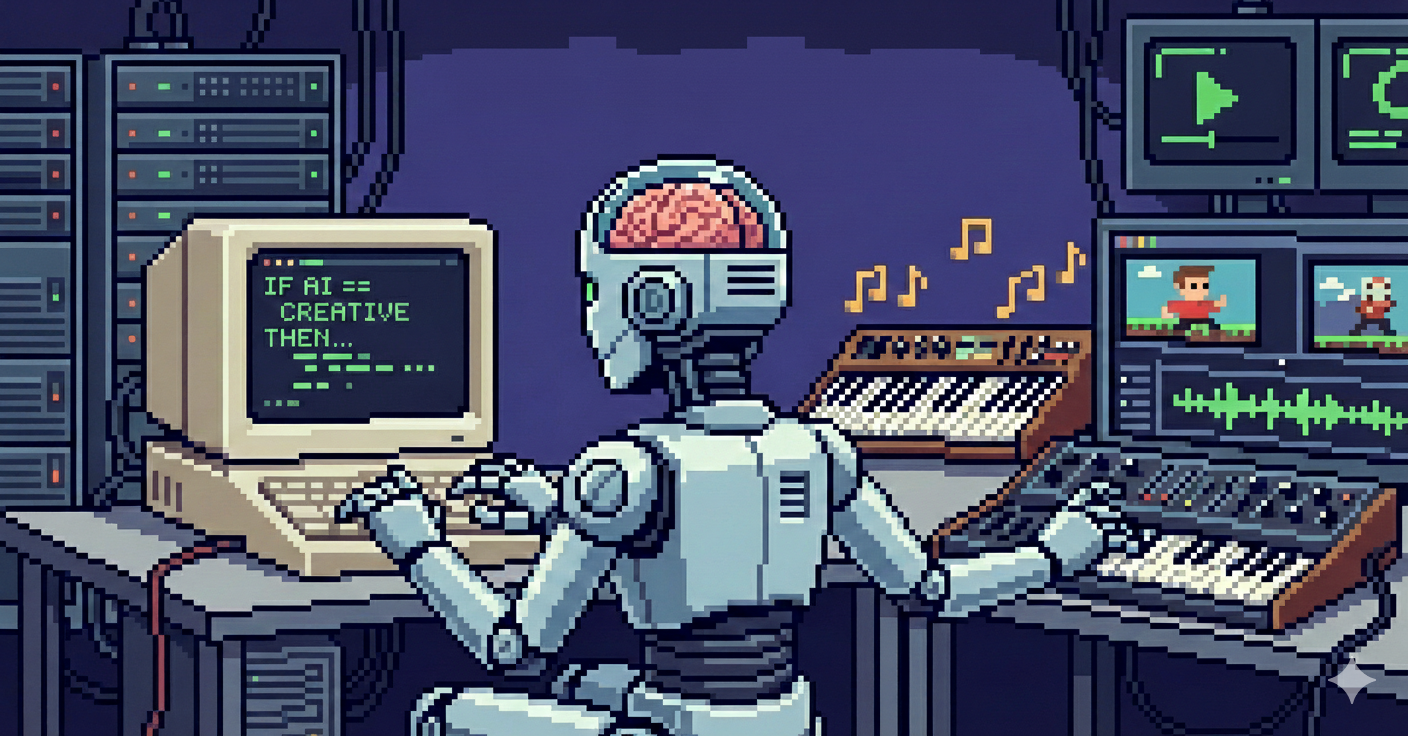 IF AI ==
CREATIVE
THEN...